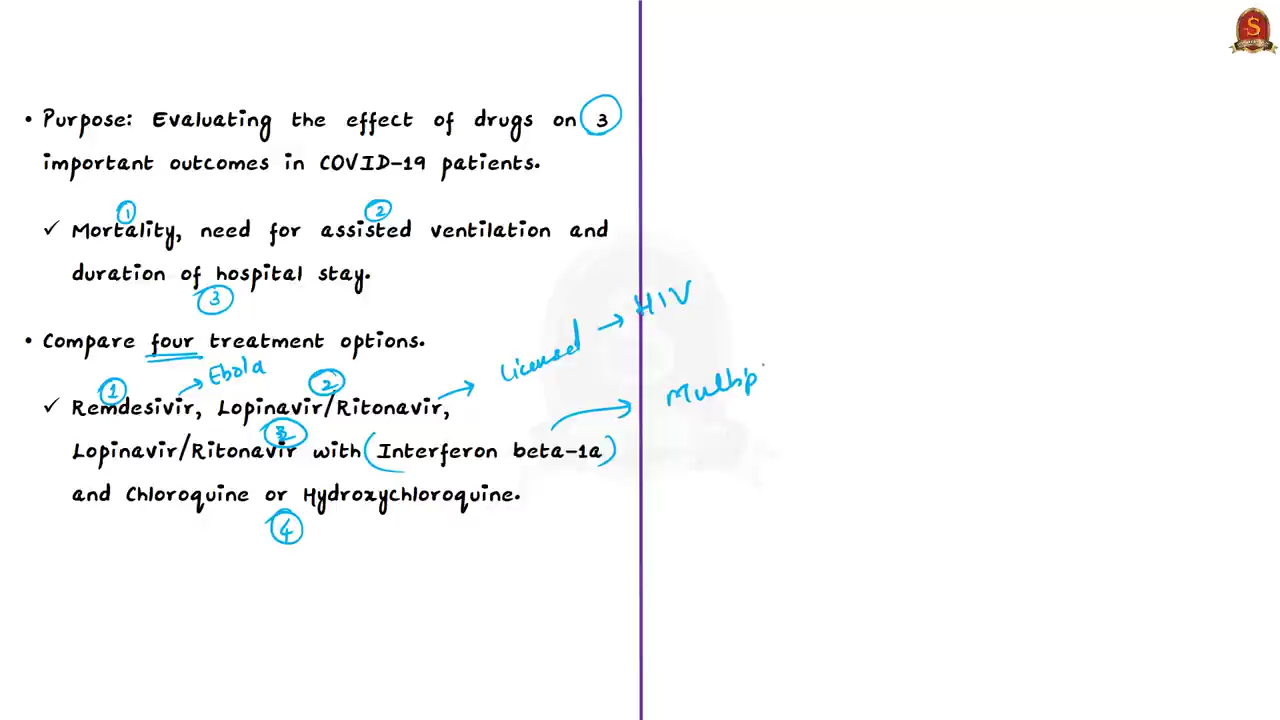 • Purpose: Evaluating the effect of drugs on 3
important outcomes in COVID-19 patients.
1 2
✓ Mortality, need for assisted ventilation and
duration of hospital stay.
3
→ HIV
Licensed
• Compare four treatment options.
→ Ebola
1 2
Multip
✓ Remdesivir, Lopinavir/Ritonavir,
3
Lopinavir/Ritonavir with (Interferon beta-1a)
and Chloroquine or Hydroxychloroquine.
4
S